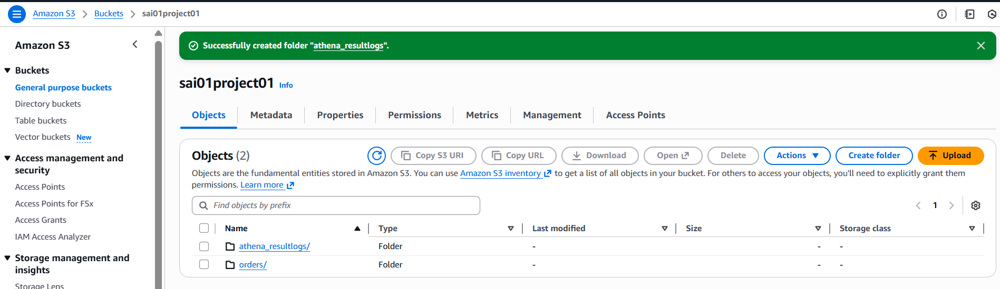 Amazon S3 > Buckets > sai01project01
Amazon S3
Buckets
General purpose buckets
Directory buckets
Table buckets
Vector buckets New
Access management and
security
Access Points
Access Points for FSx
Access Grants
IAM Access Analyzer
Storage management and
insights
Storage Lens
Successfully created folder "athena_resultlogs".
sai01project01 Info
Objects Metadata Properties Permissions Metrics Management Access Points
Objects (2) Copy S3 URI Copy URL Download Open Delete Actions Create folder Upload
Objects are the fundamental entities stored in Amazon S3. You can use Amazon S3 inventory to get a list of all objects in your bucket. For others to access your objects, you'll need to explicitly grant them
permissions. Learn more
Find objects by prefix
1
Name Type Last modified Size Storage class
athena_resultlogs/ Folder - - -
orders/ Folder - - -